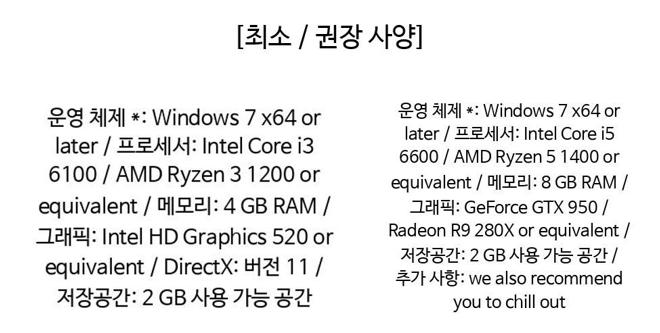 [최소 / 권장 사양]
운영 체제 *: Windows 7 x64 or
later / 프로세서: Intel Core i3
6100 / AMD Ryzen 3 1200 or
equivalent / 메모리: 4 GB RAM /
그래픽: Intel HD Graphics 520 or
equivalent / DirectX: 버전 11 /
저장공간: 2 GB 사용 가능 공간
운영 체제 *: Windows 7 x64 or
later / 프로세서: Intel Core i5
6600 / AMD Ryzen 5 1400 or
equivalent / 메모리: 8 GB RAM /
그래픽: GeForce GTX 950 /
Radeon R9 280X or equivalent /
저장공간: 2 GB 사용 가능 공간 /
추가 사항: we also recommend
you to chill out